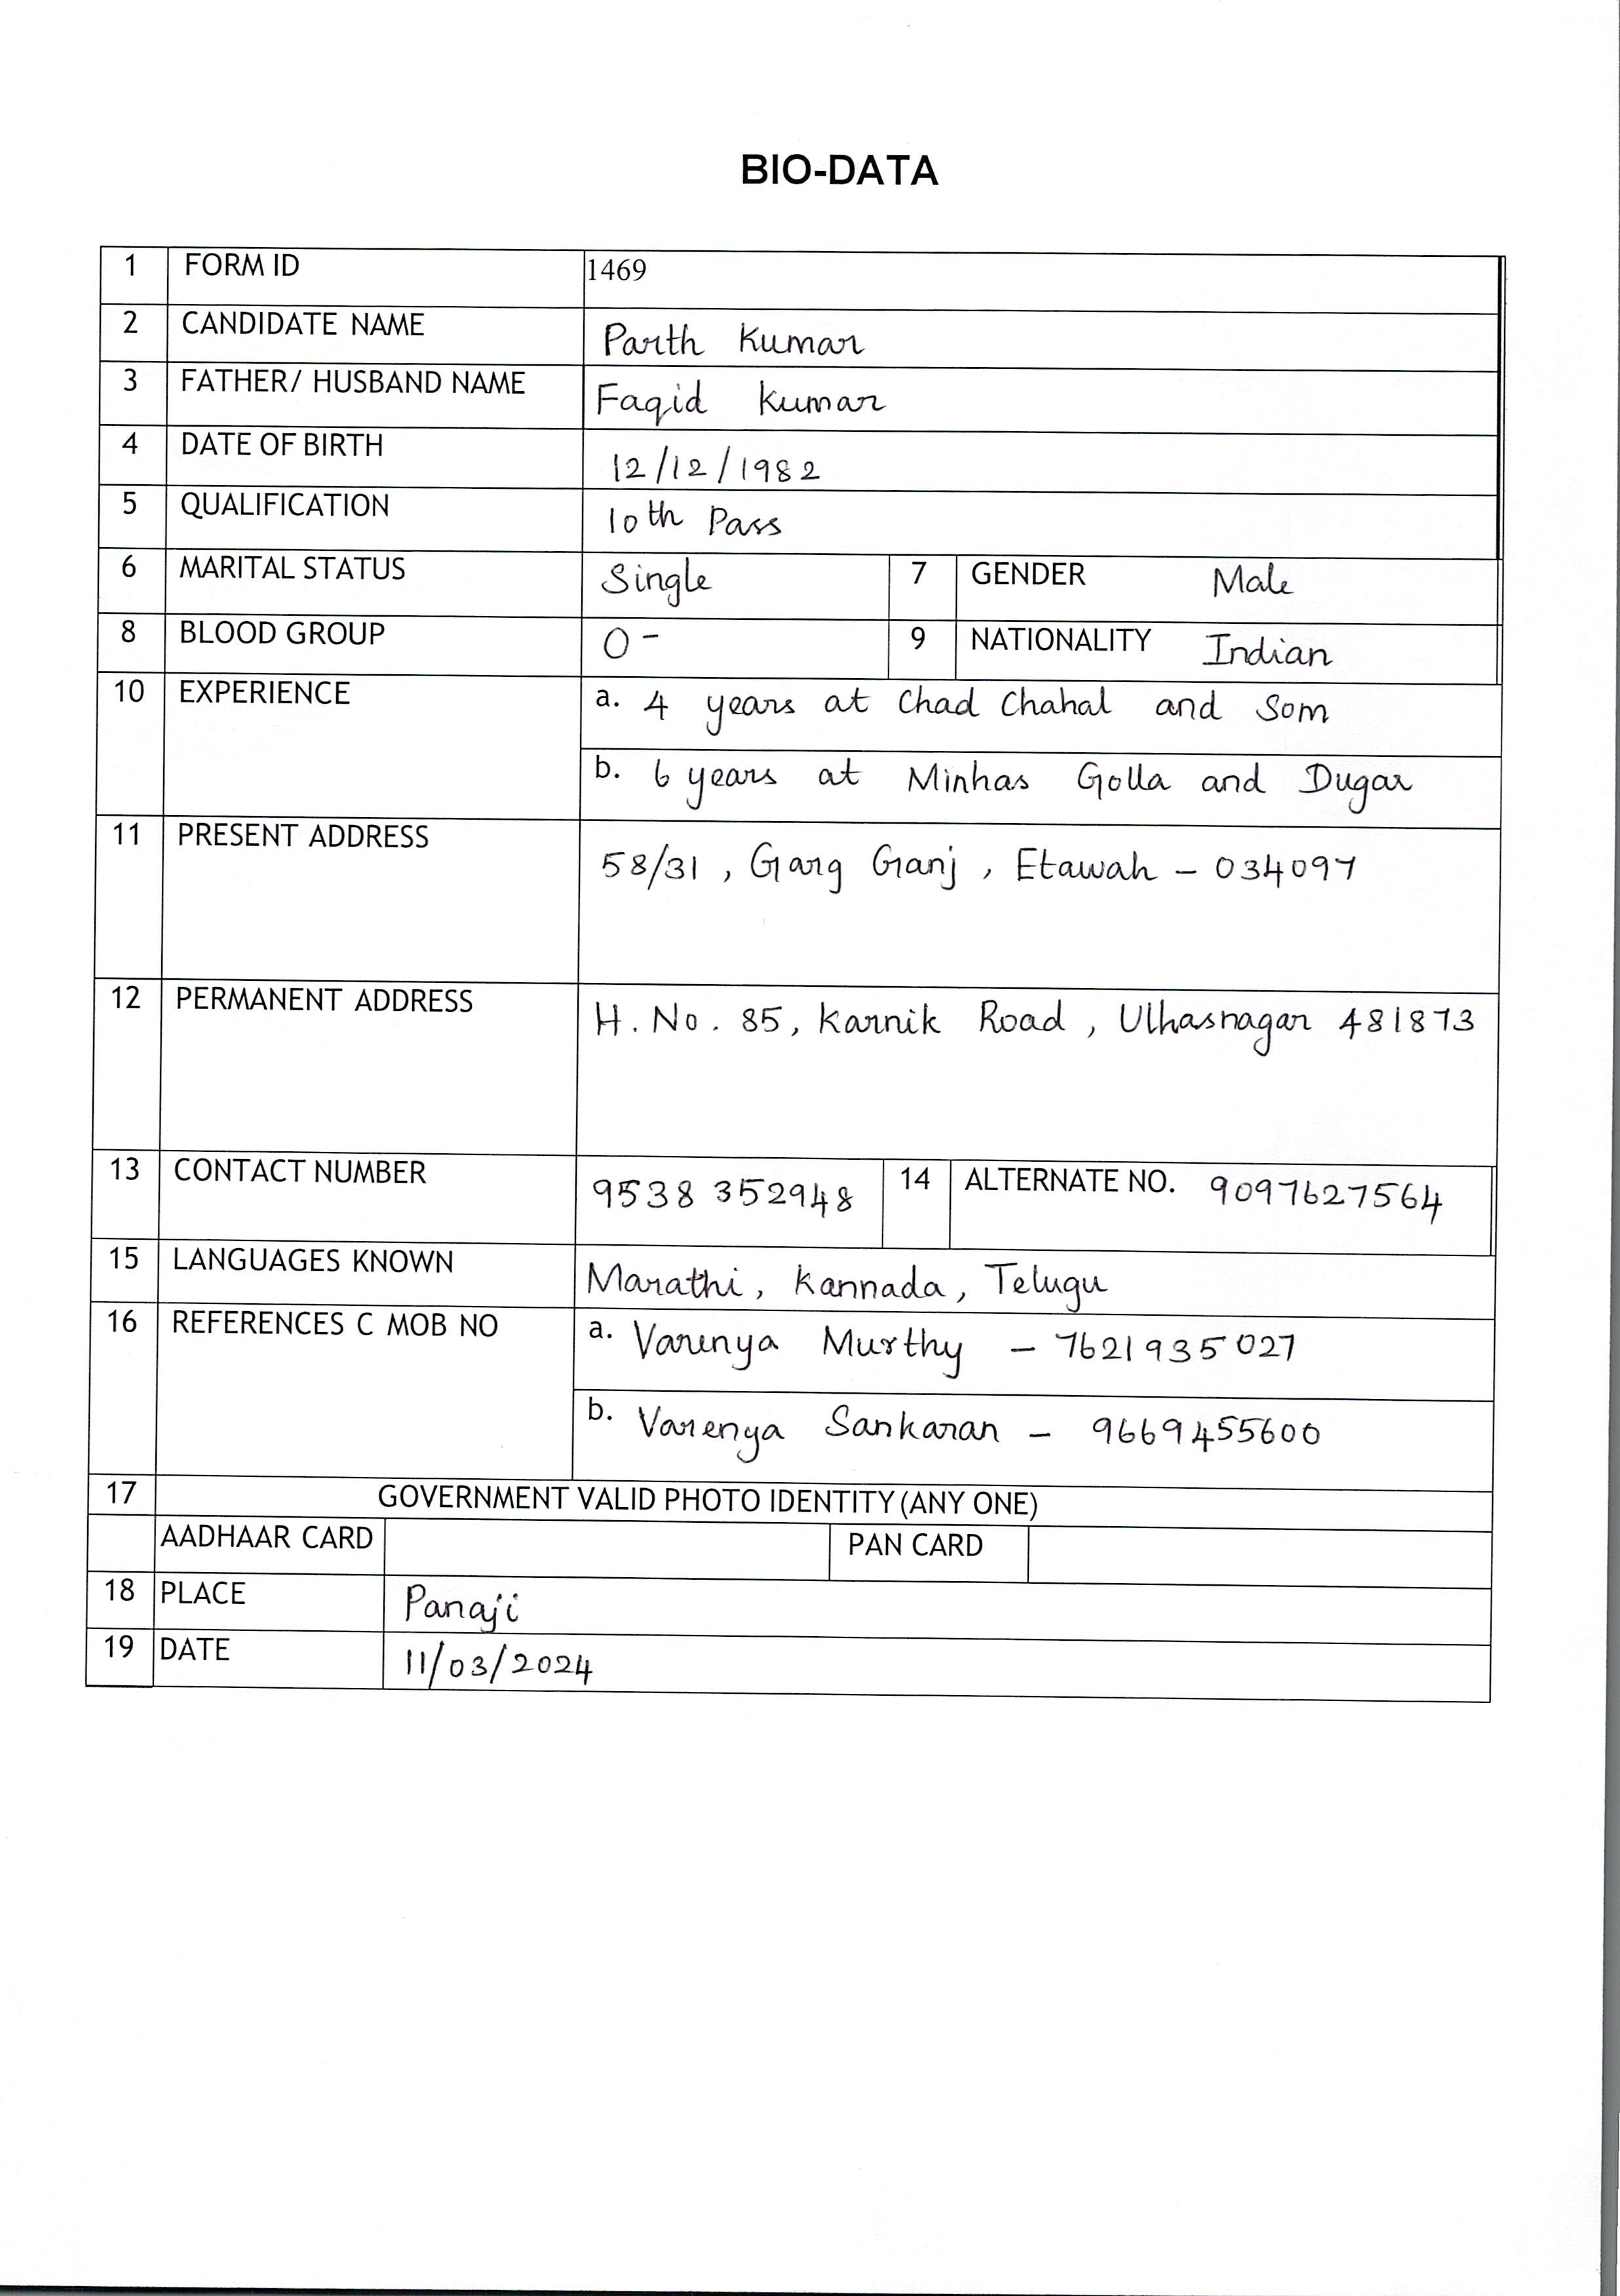 BIO-DATA
1 FORM ID 1469
2 CANDIDATE NAME Parth Kumar
3 FATHER/ HUSBAND NAME Faqid Kumar
4 DATE OF BIRTH 12/12/1982
5 QUALIFICATION 10th Pass
6 MARITAL STATUS Single 7 GENDER Male
8 BLOOD GROUP O- 9 NATIONALITY Indian
10 EXPERIENCE a. 4 years at Chad Chahal and Som
b. 6 years at Minhas Golla and Dugar
11 PRESENT ADDRESS 58/31, Garg Ganj, Etawah - 034097
12 PERMANENT ADDRESS H. No. 85, Karnik Road, Ulhasnagar 481873
13 CONTACT NUMBER 9538 352948 14 ALTERNATE NO. 9097627564
15 LANGUAGES KNOWN Marathi, Kannada, Telugu
16 REFERENCES C MOB NO a. Varenya Murthy - 7621935027
b. Varenya Sankaran - 9669455600
17 GOVERNMENT VALID PHOTO IDENTITY (ANY ONE)
AADHAAR CARD PAN CARD
18 PLACE Panaji
19 DATE 11/03/2024